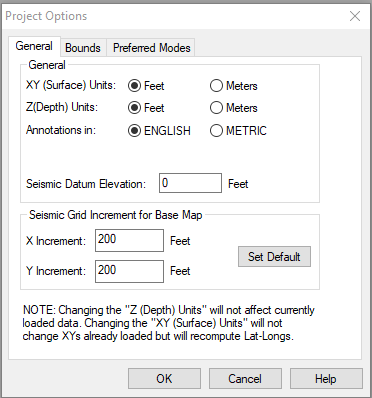 Project Options
General Bounds Preferred Modes
General
XY (Surface) Units: Feet Meters
Z(Depth) Units: Feet Meters
Annotations in: ENGLISH METRIC
Seismic Datum Elevation: 0 Feet
Seismic Grid Increment for Base Map
X Increment: 200 Feet
Set Default
Y Increment: 200 Feet
NOTE: Changing the "Z (Depth) Units" will not affect currently
loaded data. Changing the "XY (Surface) Units" will not
change XYs already loaded but will recompute Lat-Longs.
OK Cancel Help